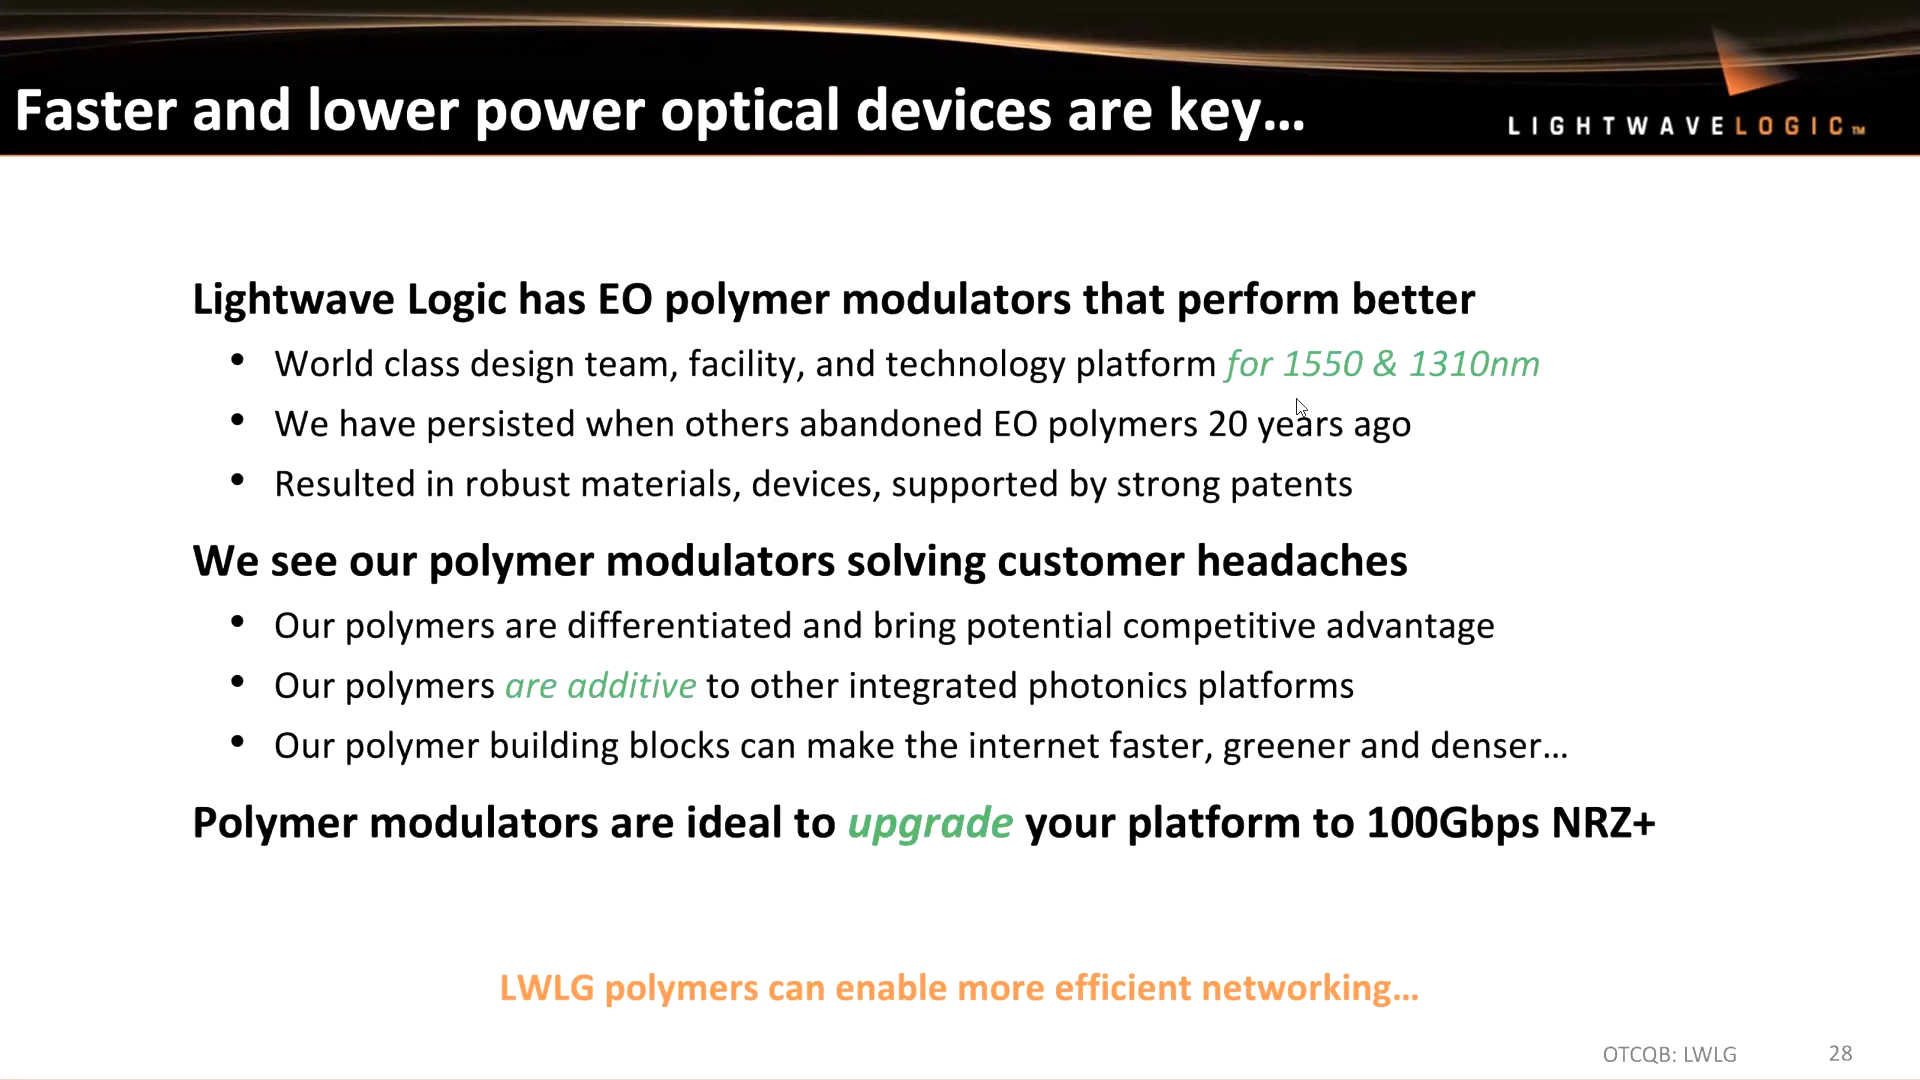 Faster and lower power optical devices are key...
LIGHTWAVELOGIC™
Lightwave Logic has EO polymer modulators that perform better
• World class design team, facility, and technology platform for 1550 & 1310nm
• We have persisted when others abandoned EO polymers 20 years ago
• Resulted in robust materials, devices, supported by strong patents
We see our polymer modulators solving customer headaches
• Our polymers are differentiated and bring potential competitive advantage
• Our polymers are additive to other integrated photonics platforms
• Our polymer building blocks can make the internet faster, greener and denser...
Polymer modulators are ideal to upgrade your platform to 100Gbps NRZ+
LWLG polymers can enable more efficient networking...
OTCQB: LWLG 28